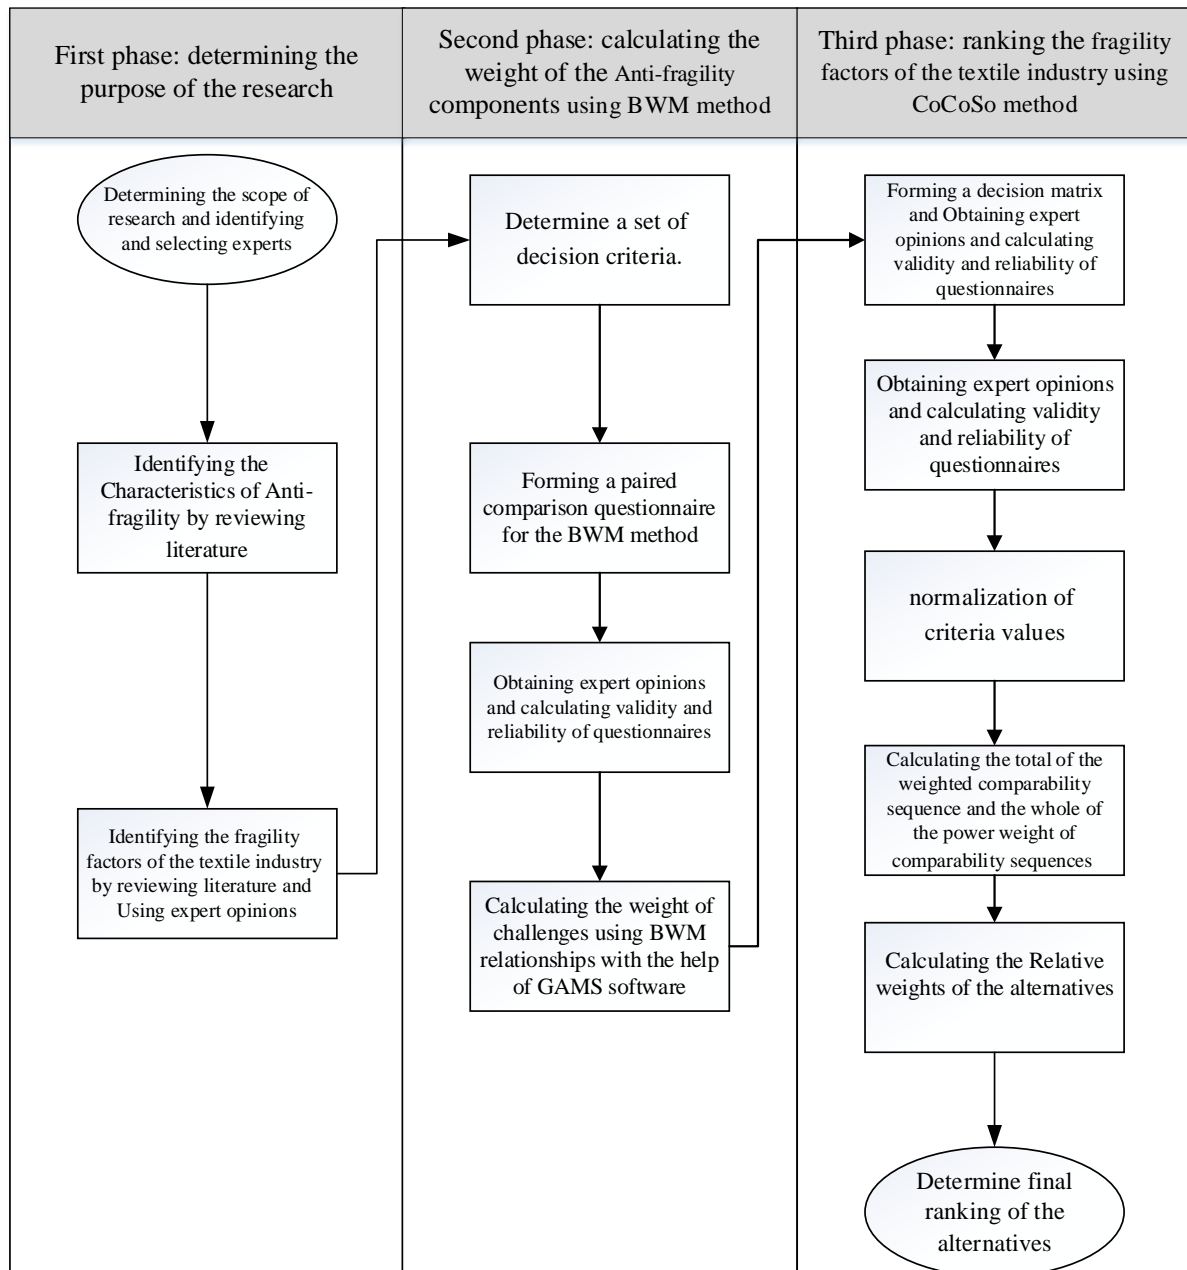 First phase: determining the
purpose of the research
Second phase: calculating the
weight of the Anti-fragility
components using BWM method
Third phase: ranking the fragility
factors of the textile industry using
CoCoSo method
Determining the scope of
research and identifying
and selecting experts
Identifying the
Characteristics of Anti-
fragility by reviewing
literature
Identifying the fragility
factors of the textile industry
by reviewing literature and
Using expert opinions
Determine a set of
decision criteria.
Forming a paired
comparison questionnaire
for the BWM method
Obtaining expert opinions
and calculating validity and
reliability of questionnaires
Calculating the weight of
challenges using BWM
relationships with the help
of GAMS software
Forming a decision matrix
and Obtaining expert
opinions and calculating
validity and reliability of
questionnaires
Obtaining expert opinions
and calculating validity
and reliability of
questionnaires
normalization of
criteria values
Calculating the total of the
weighted comparability
sequence and the whole of
the power weight of
comparability sequences
Calculating the Relative
weights of the alternatives
Determine final
ranking of the
alternatives